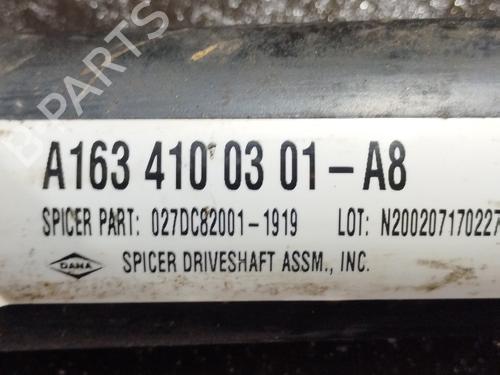 B-PARTS
A163 410 03 01-A8
SPICER PART: 027DC82001-1919 LOT: N200207170227
DANA SPICER DRIVESHAFT ASSM., INC.